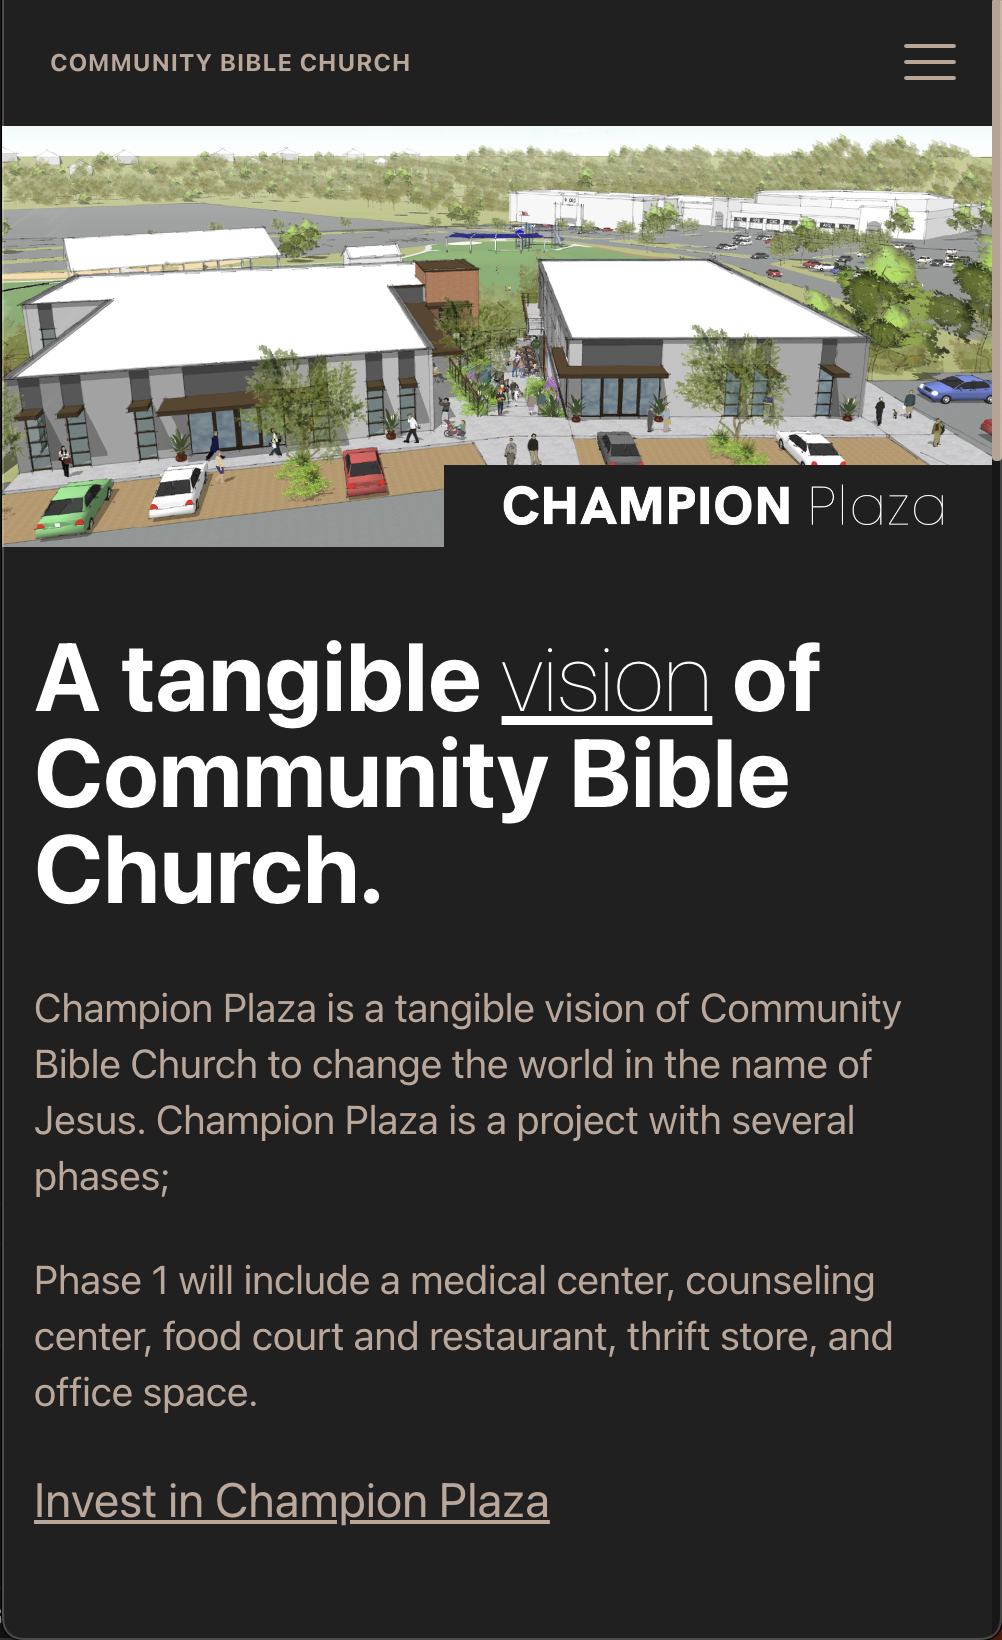 COMMUNITY BIBLE CHURCH
CHAMPION Plaza
A tangible vision of
Community Bible
Church.
Champion Plaza is a tangible vision of Community
Bible Church to change the world in the name of
Jesus. Champion Plaza is a project with several
phases;
Phase 1 will include a medical center, counseling
center, food court and restaurant, thrift store, and
office space.
Invest in Champion Plaza